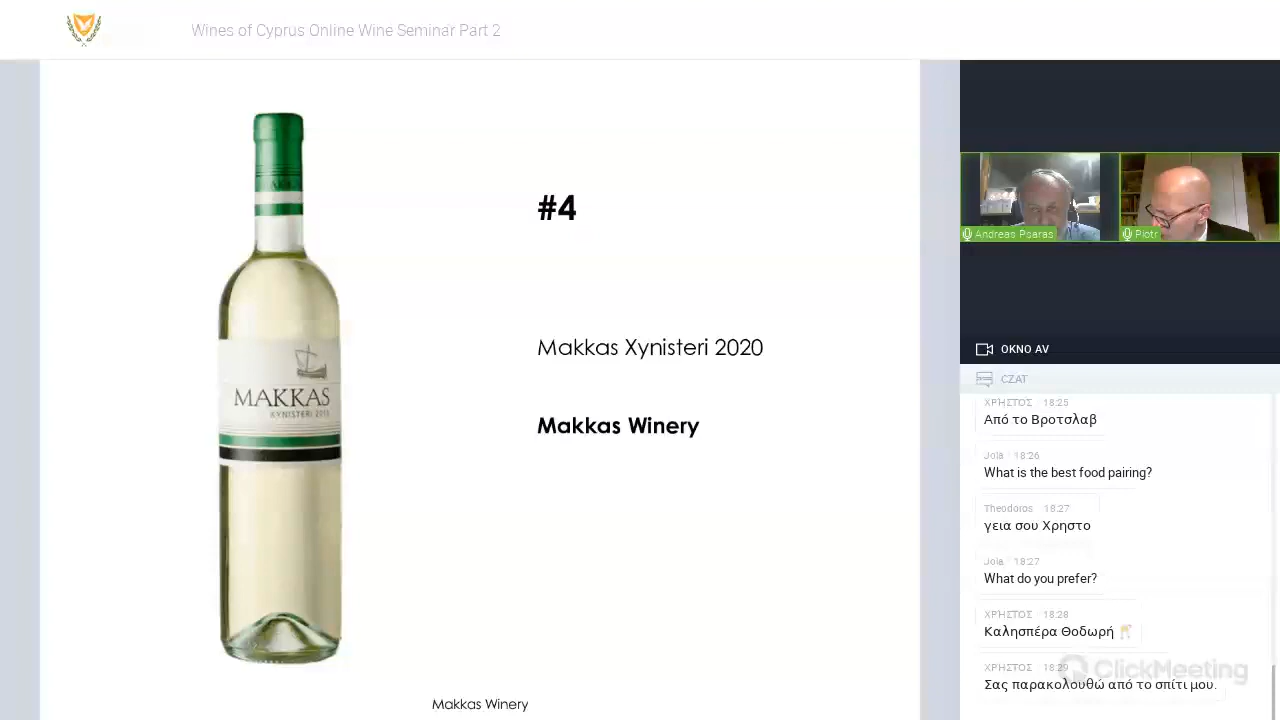 Wines of Cyprus Online Wine Seminar Part 2
#4
Makkas Xynisteri 2020
Makkas Winery
MAKKAS
Makkas Winery
Andreas Psaras
Piotr
OKNO AV
CZAT
ΧΡΉΣΤΟΣ 18:25
Από το Βροτσλαβ
Jola 18:26
What is the best food pairing?
Theodoros 18:27
γεια σου Χρηστο
Jola 18:27
What do you prefer?
ΧΡΉΣΤΟΣ 18:28
Καλησπέρα Θοδωρή 🥂
ΧΡΉΣΤΟΣ 18:29
Σας παρακολουθώ από το σπίτι μου.
ClickMeeting